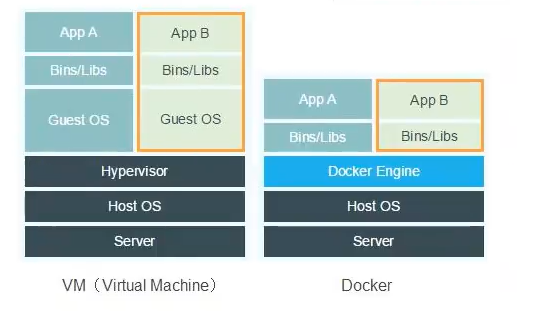 App A
App B
Bins/Libs
Bins/Libs
Guest OS
Guest OS
Hypervisor
Host OS
Server
VM（Virtual Machine）
App A
App B
Bins/Libs
Bins/Libs
Docker Engine
Host OS
Server
Docker